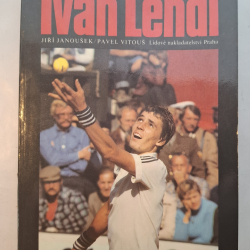 Ivan Lendl
JIŘÍ JANOUŠEK/PAVEL VITOUŠ Lidové nakladatelství Praha